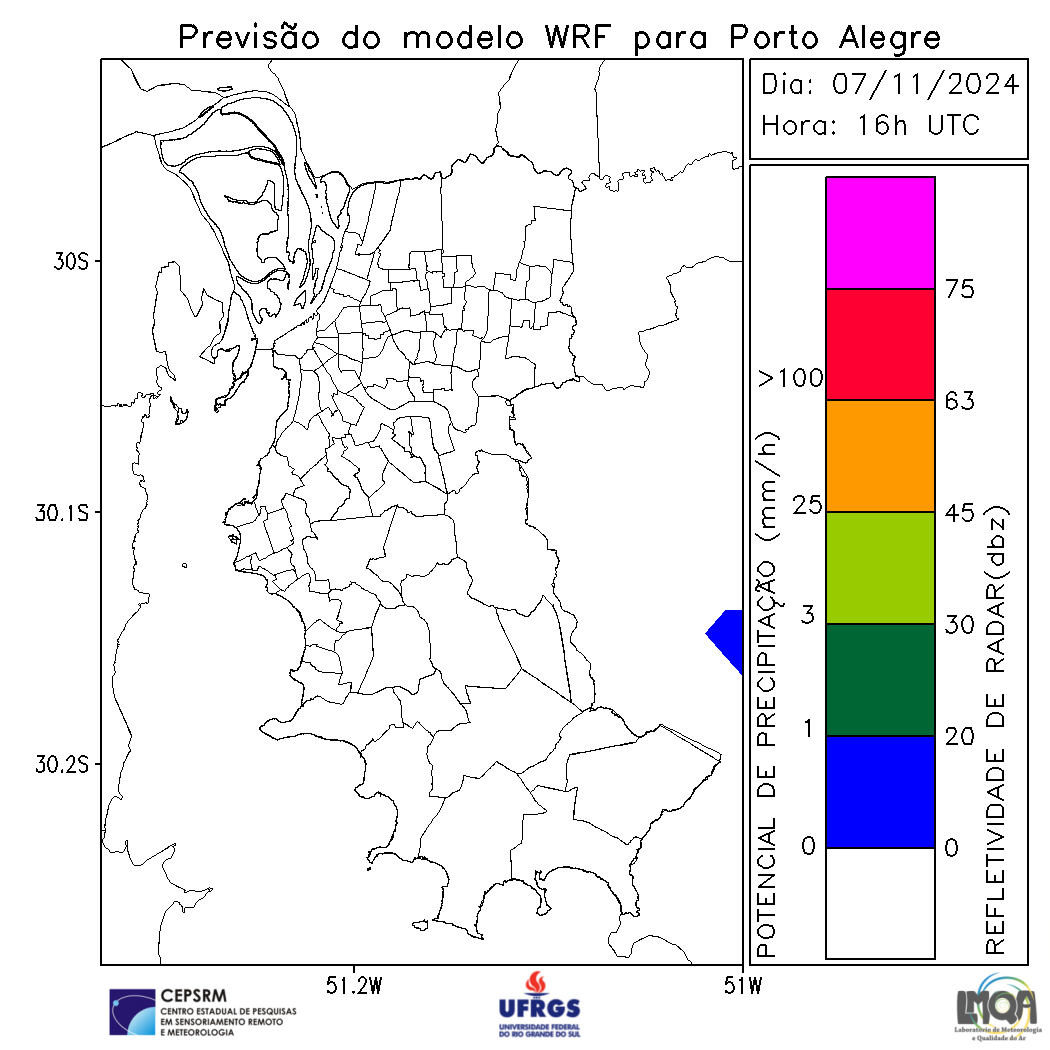 Previsão do modelo WRF para Porto Alegre
Dia: 07/11/2024
Hora: 16h UTC
30S
30.1S
30.2S
51.2W
51W
POTENCIAL DE PRECIPITAÇÃO (mm/h)
>100
25
3
1
0
75
63
45
30
20
0
REFLETIVIDADE DE RADAR(dbz)
CEPSRM
CENTRO ESTADUAL DE PESQUISAS
EM SENSORIAMENTO REMOTO
E METEOROLOGIA
UFRGS
UNIVERSIDADE FEDERAL
DO RIO GRANDE DO SUL
LMQA
Laboratório de Meteorologia
e Qualidade do Ar